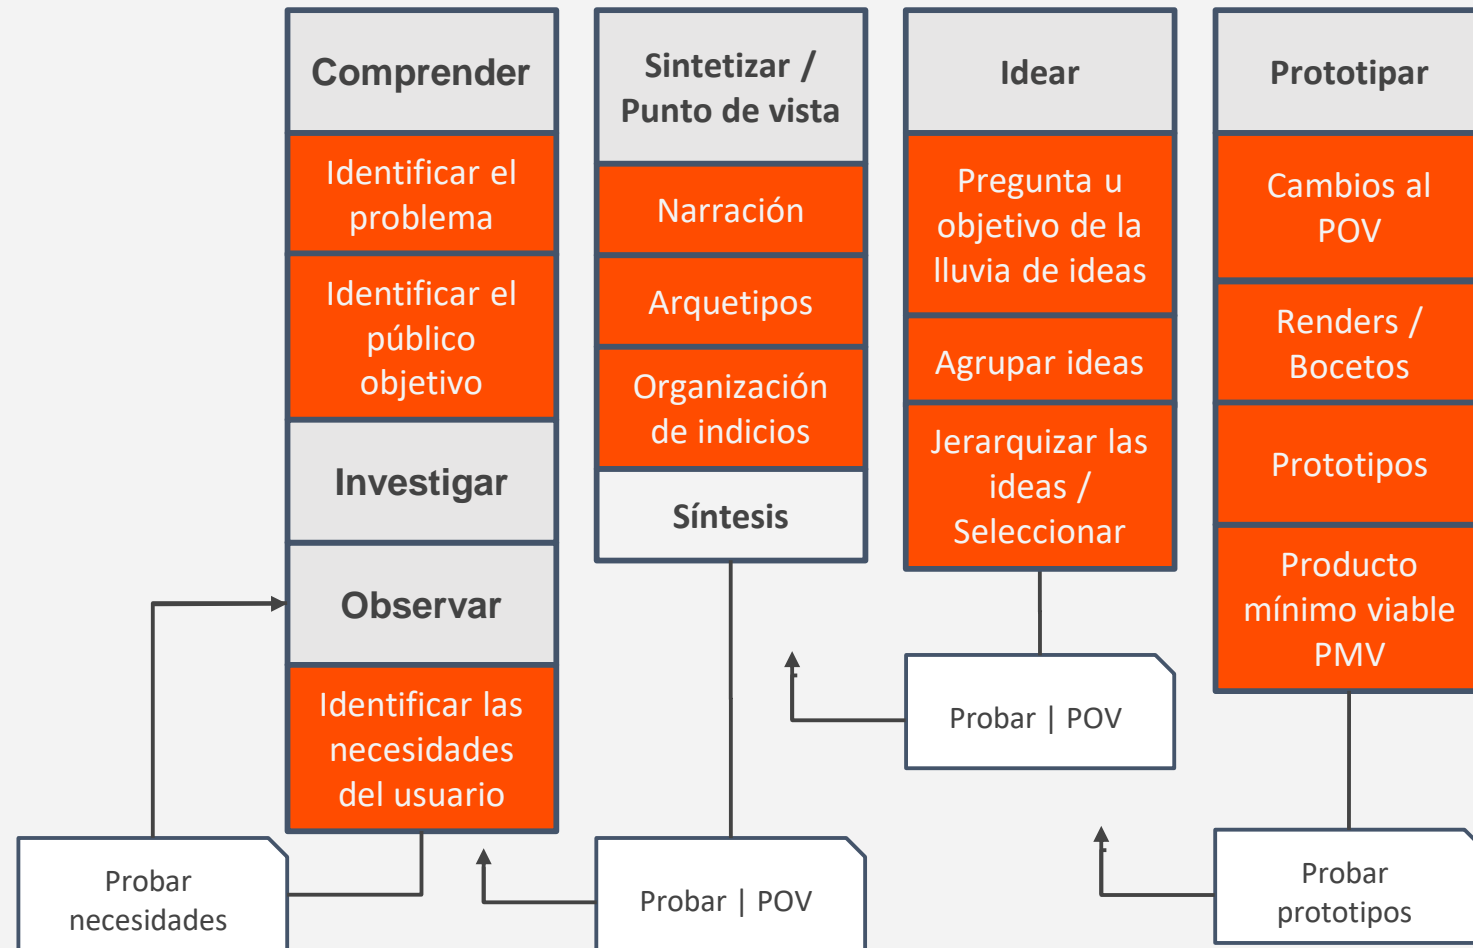 Comprender
Identificar el
problema
Identificar el
público
objetivo
Investigar
Observar
Identificar las
necesidades
del usuario
Probar
necesidades
Sintetizar /
Punto de vista
Narración
Arquetipos
Organización
de indicios
Síntesis
Probar | POV
Idear
Pregunta u
objetivo de la
lluvia de ideas
Agrupar ideas
Jerarquizar las
ideas /
Seleccionar
Probar | POV
Prototipar
Cambios al
POV
Renders /
Bocetos
Prototipos
Producto
mínimo viable
PMV
Probar
prototipos